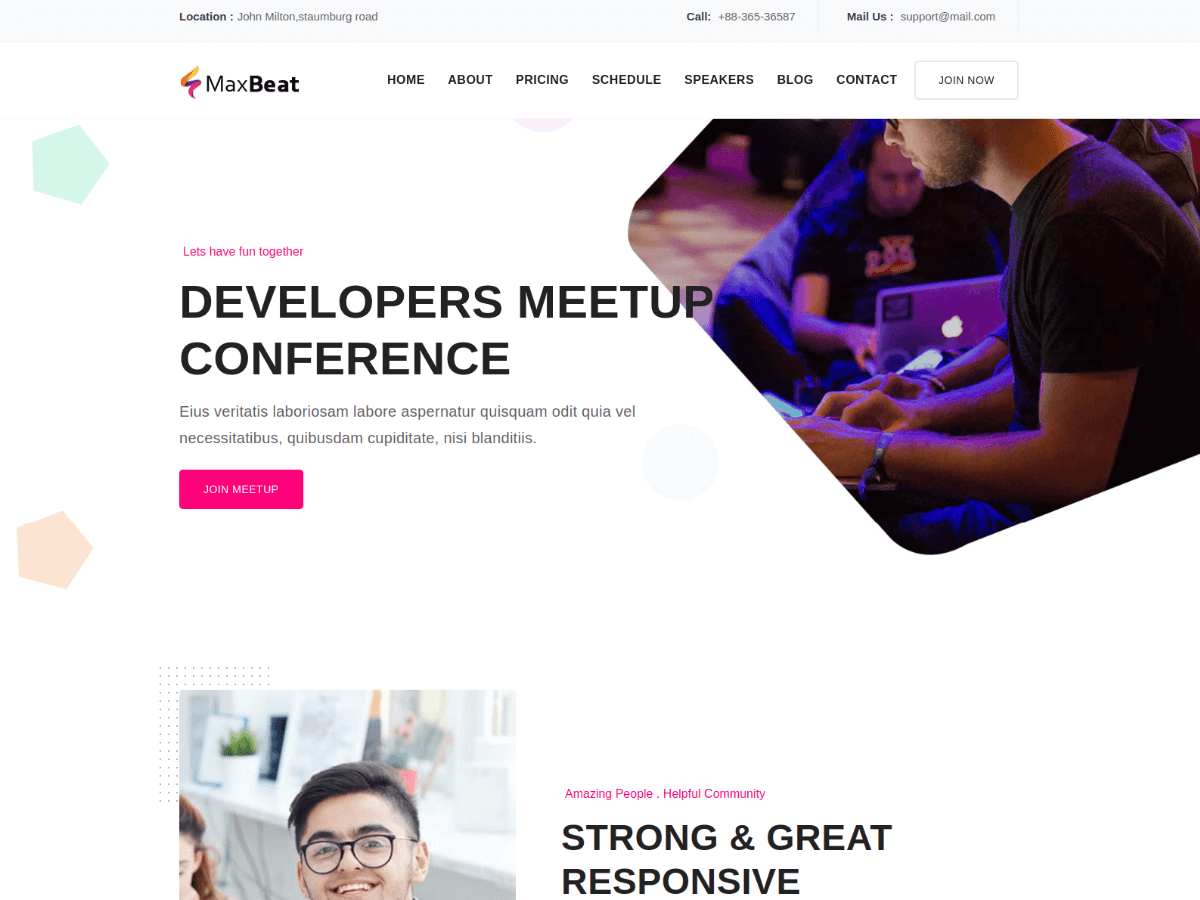 Location : John Milton,staumburg road
Call: +88-365-36587
Mail Us : support@mail.com
MaxBeat
HOME ABOUT PRICING SCHEDULE SPEAKERS BLOG CONTACT JOIN NOW
Lets have fun together
DEVELOPERS MEETUP
CONFERENCE
Eius veritatis laboriosam labore aspernatur quisquam odit quia vel
necessitatibus, quibusdam cupiditate, nisi blanditiis.
JOIN MEETUP
Amazing People . Helpful Community
STRONG & GREAT
RESPONSIVE